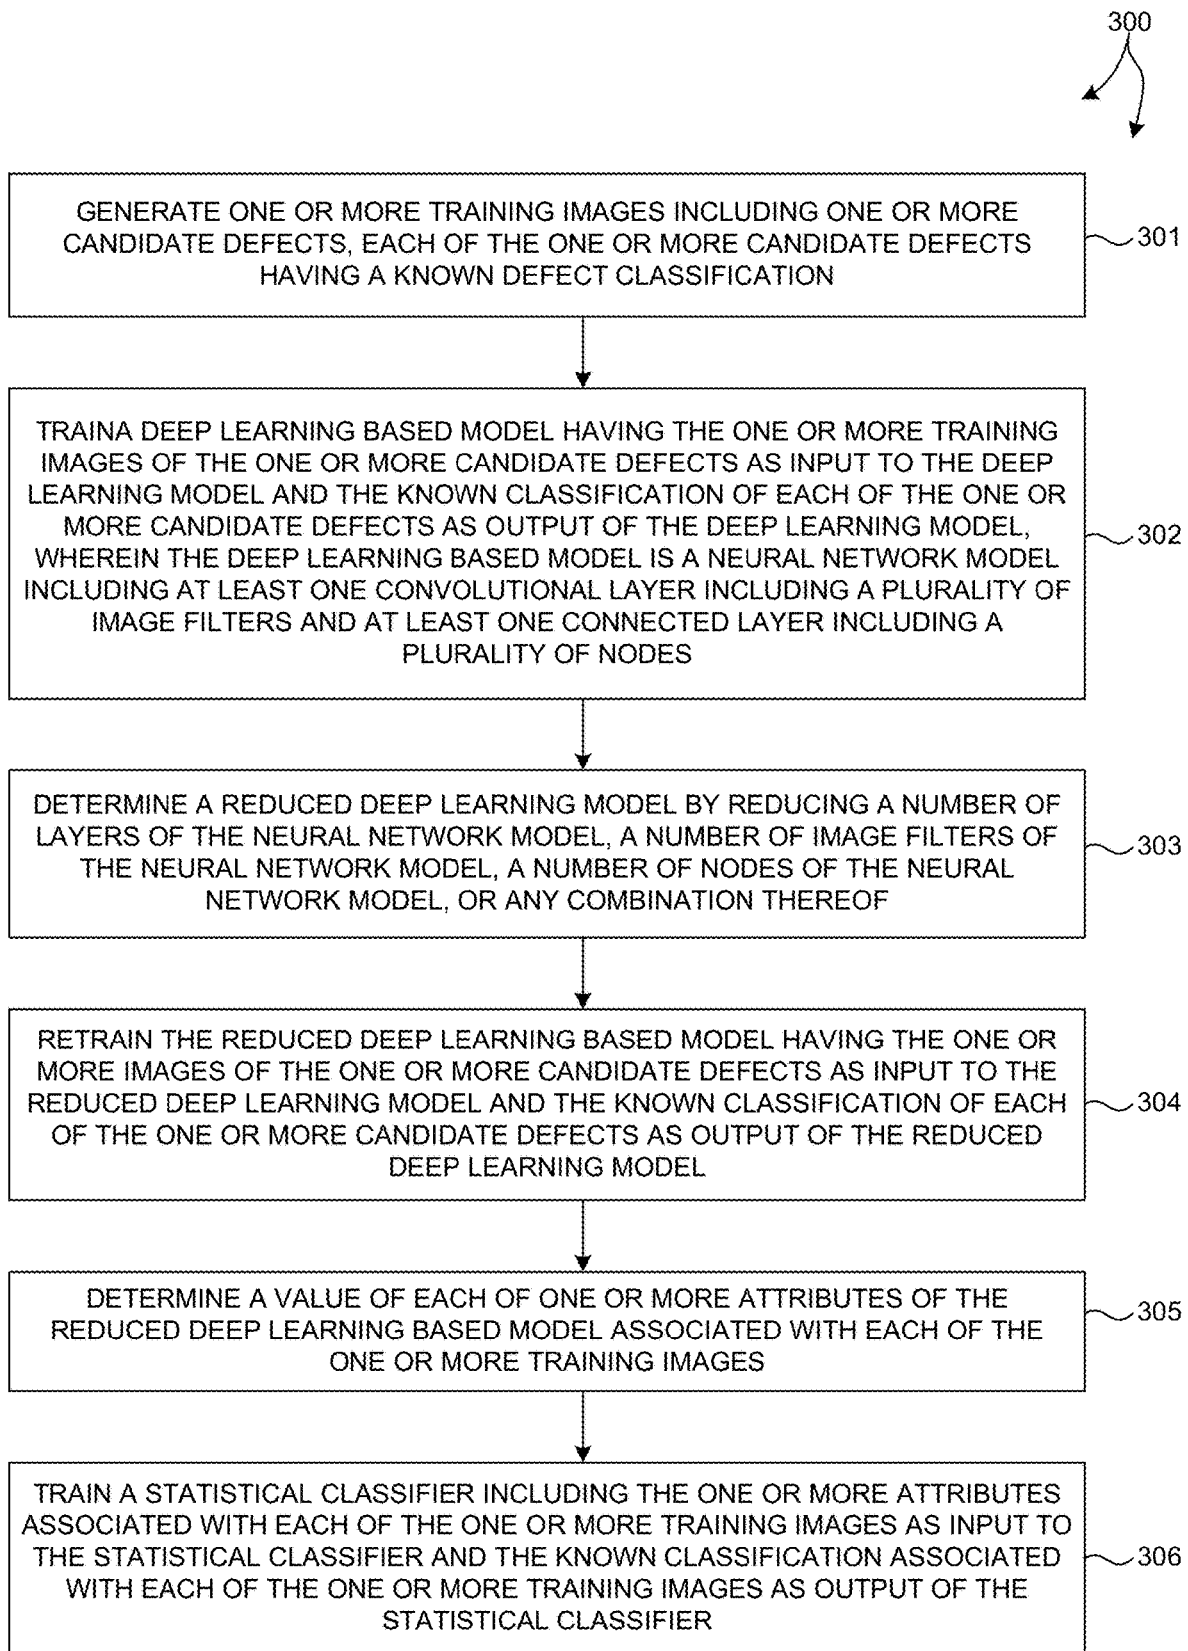 300
GENERATE ONE OR MORE TRAINING IMAGES INCLUDING ONE OR MORE
CANDIDATE DEFECTS, EACH OF THE ONE OR MORE CANDIDATE DEFECTS
HAVING A KNOWN DEFECT CLASSIFICATION
301
TRAINA DEEP LEARNING BASED MODEL HAVING THE ONE OR MORE TRAINING
IMAGES OF THE ONE OR MORE CANDIDATE DEFECTS AS INPUT TO THE DEEP
LEARNING MODEL AND THE KNOWN CLASSIFICATION OF EACH OF THE ONE OR
MORE CANDIDATE DEFECTS AS OUTPUT OF THE DEEP LEARNING MODEL,
WHEREIN THE DEEP LEARNING BASED MODEL IS A NEURAL NETWORK MODEL
INCLUDING AT LEAST ONE CONVOLUTIONAL LAYER INCLUDING A PLURALITY OF
IMAGE FILTERS AND AT LEAST ONE CONNECTED LAYER INCLUDING A
PLURALITY OF NODES
302
DETERMINE A REDUCED DEEP LEARNING MODEL BY REDUCING A NUMBER OF
LAYERS OF THE NEURAL NETWORK MODEL, A NUMBER OF IMAGE FILTERS OF
THE NEURAL NETWORK MODEL, A NUMBER OF NODES OF THE NEURAL
NETWORK MODEL, OR ANY COMBINATION THEREOF
303
RETRAIN THE REDUCED DEEP LEARNING BASED MODEL HAVING THE ONE OR
MORE IMAGES OF THE ONE OR MORE CANDIDATE DEFECTS AS INPUT TO THE
REDUCED DEEP LEARNING MODEL AND THE KNOWN CLASSIFICATION OF EACH
OF THE ONE OR MORE CANDIDATE DEFECTS AS OUTPUT OF THE REDUCED
DEEP LEARNING MODEL
304
DETERMINE A VALUE OF EACH OF ONE OR MORE ATTRIBUTES OF THE
REDUCED DEEP LEARNING BASED MODEL ASSOCIATED WITH EACH OF THE
ONE OR MORE TRAINING IMAGES
305
TRAIN A STATISTICAL CLASSIFIER INCLUDING THE ONE OR MORE ATTRIBUTES
ASSOCIATED WITH EACH OF THE ONE OR MORE TRAINING IMAGES AS INPUT TO
THE STATISTICAL CLASSIFIER AND THE KNOWN CLASSIFICATION ASSOCIATED
WITH EACH OF THE ONE OR MORE TRAINING IMAGES AS OUTPUT OF THE
STATISTICAL CLASSIFIER
306